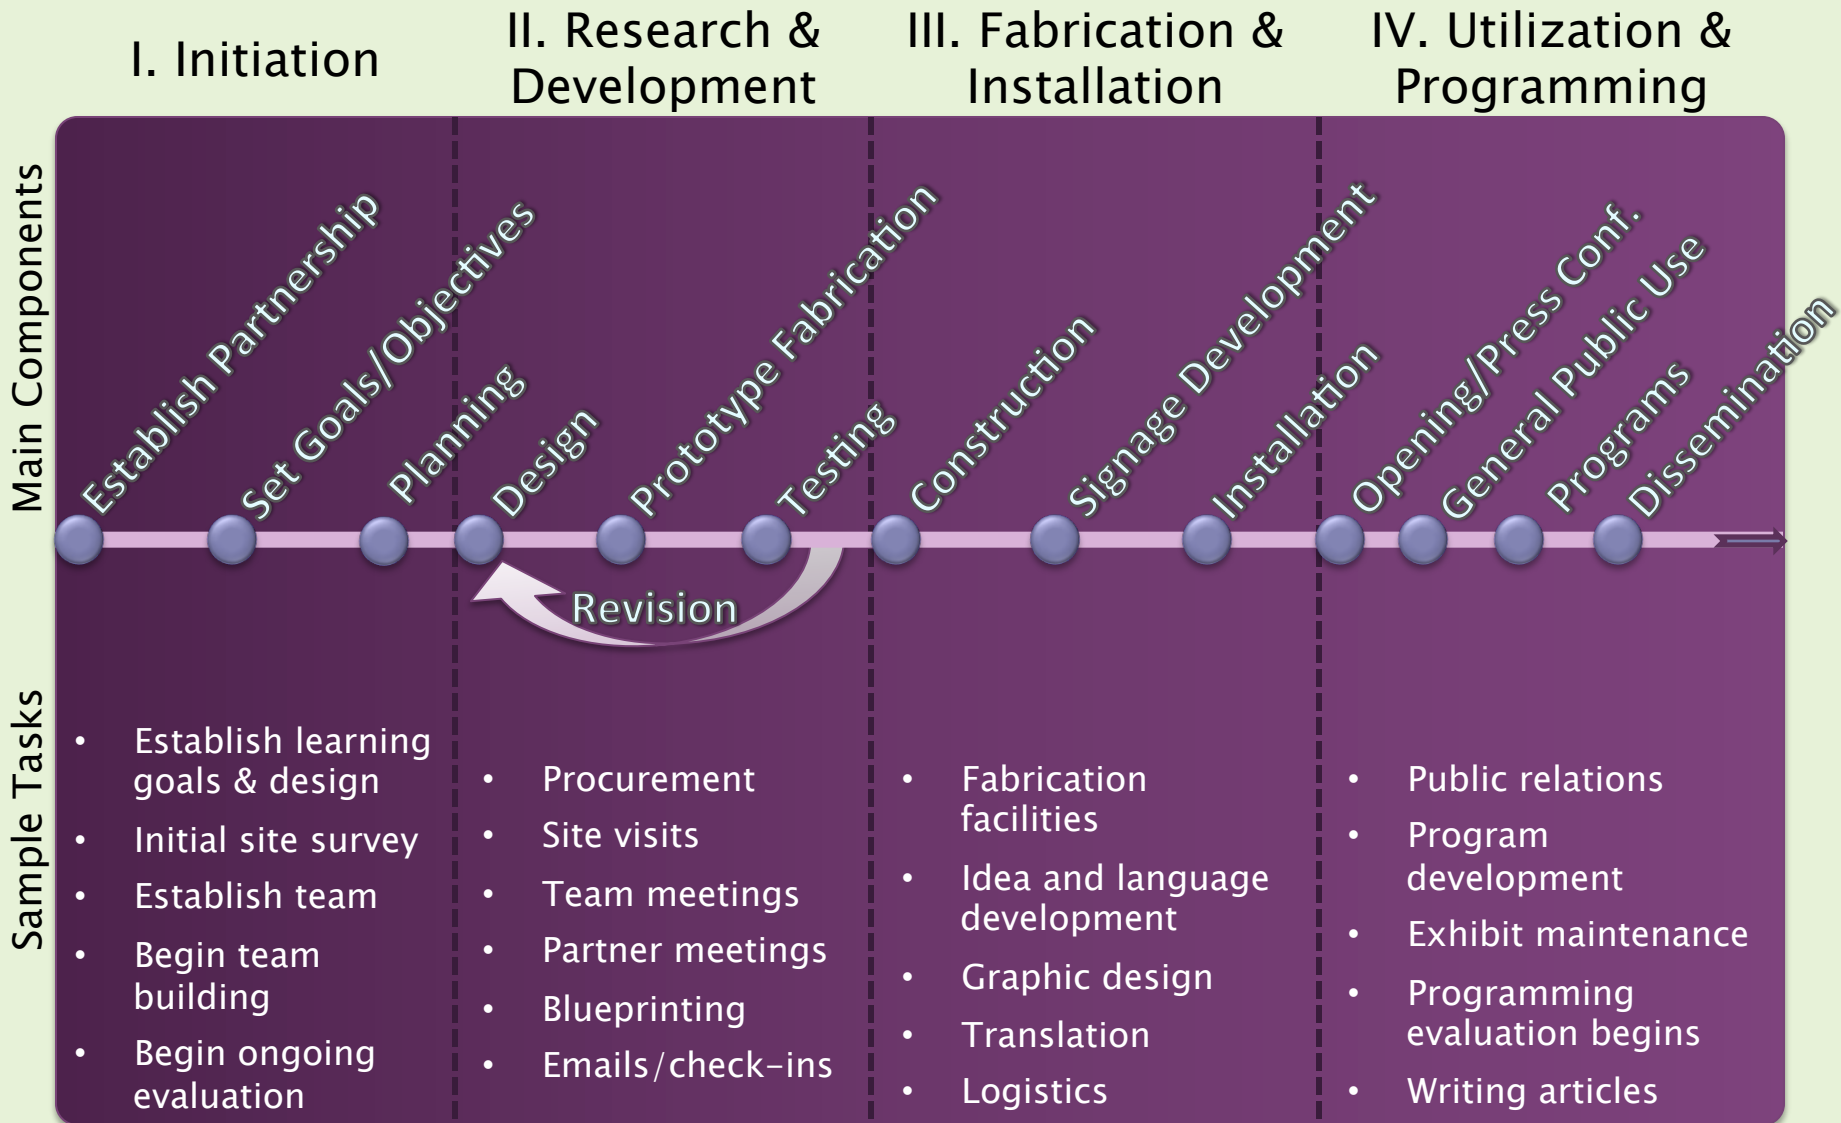 I. Initiation
II. Research &
Development
III. Fabrication &
Installation
IV. Utilization &
Programming
Main Components
Establish Partnership
Set Goals/Objectives
Planning
Design
Prototype Fabrication
Testing
Construction
Signage Development
Installation
Opening/Press Conf.
General Public Use
Programs
Dissemination
Revision
Sample Tasks
• Establish learning
goals & design
• Initial site survey
• Establish team
• Begin team
building
• Begin ongoing
evaluation
• Procurement
• Site visits
• Team meetings
• Partner meetings
• Blueprinting
• Emails/check-ins
• Fabrication
facilities
• Idea and language
development
• Graphic design
• Translation
• Logistics
• Public relations
• Program
development
• Exhibit maintenance
• Programming
evaluation begins
• Writing articles